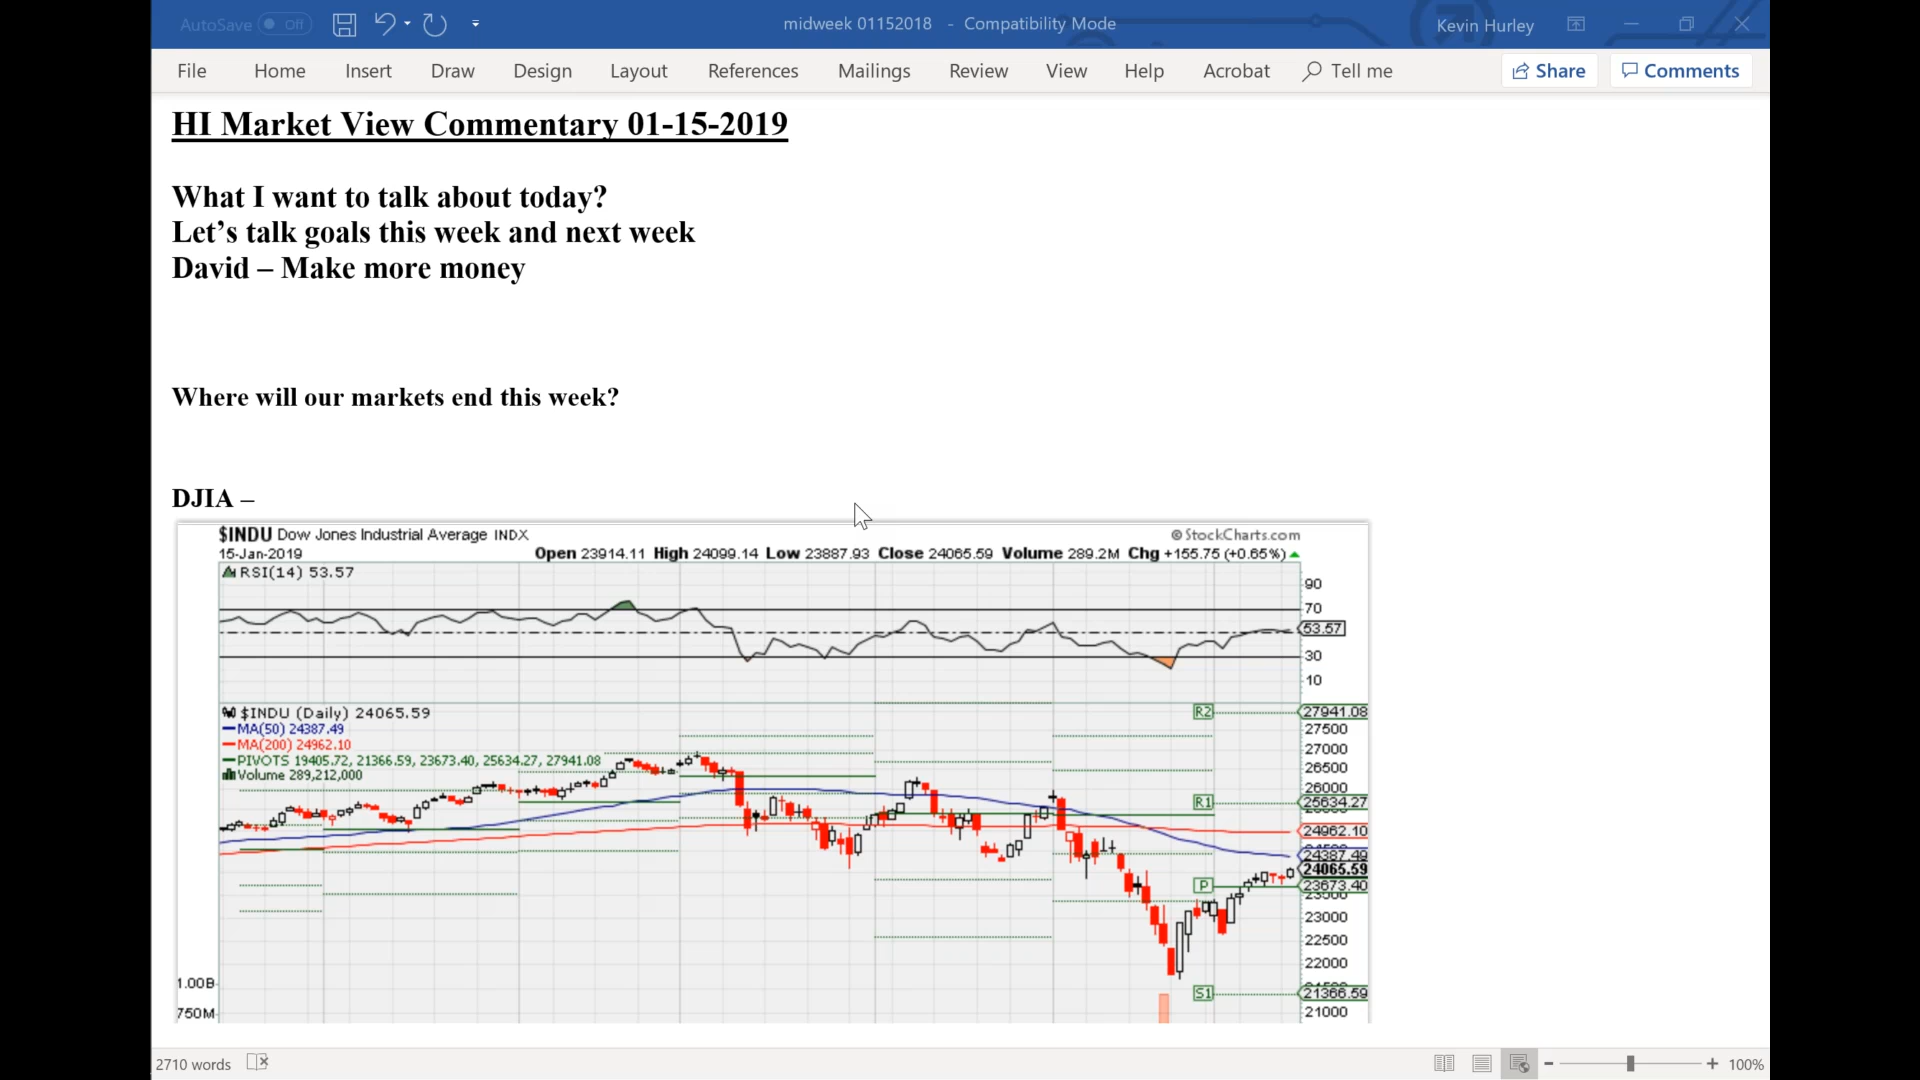 AutoSave Off
midweek 01152018 - Compatibility Mode
Kevin Hurley
File Home Insert Draw Design Layout References Mailings Review View Help Acrobat Tell me Share Comments
HI Market View Commentary 01-15-2019
What I want to talk about today?
Let’s talk goals this week and next week
David – Make more money
Where will our markets end this week?
DJIA –
$INDU Dow Jones Industrial Average INDX
© StockCharts.com
15-Jan-2019
Open 23914.11 High 24099.14 Low 23887.93 Close 24065.59 Volume 289.2M Chg +155.75 (+0.65%)
RSI(14) 53.57
90
70
53.57
30
10
$INDU (Daily) 24065.59
MA(50) 24387.49
MA(200) 24962.10
PIVOTS 19405.72, 21366.59, 23673.40, 25634.27, 27941.08
Volume 289,212,000
R2
27941.08
27500
27000
26500
26000
R1
25634.27
24962.10
24387.49
24065.59
P
23673.40
23500
23000
22500
22000
S1
21366.59
21000
1.00B
750M
2710 words
100%